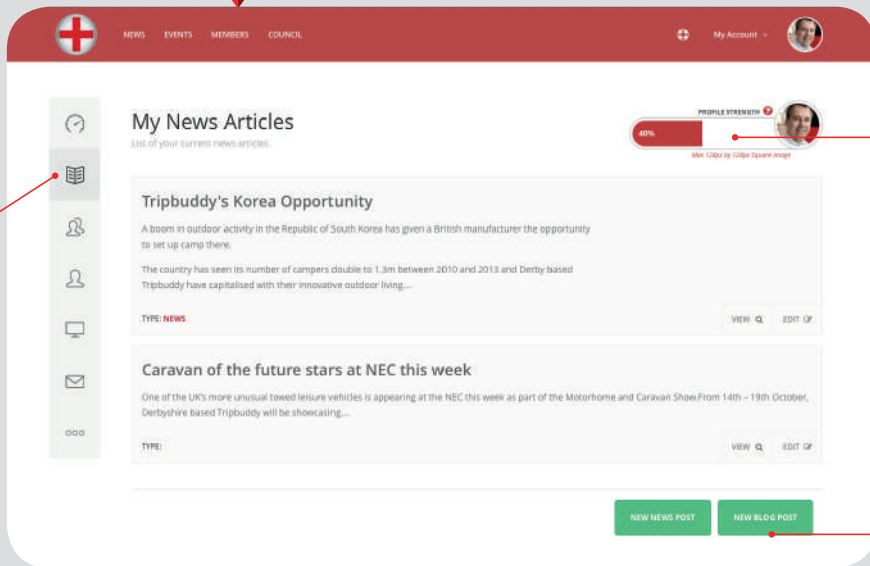 NEWS EVENTS MEMBERS COUNCIL My Account
My News Articles
List of your current news articles.
PROFILE STRENGTH ?
40%
Max 128px by 128px Square Image
Tripbuddy's Korea Opportunity
A boom in outdoor activity in the Republic of South Korea has given a British manufacturer the opportunity
to set up camp there.
The country has seen its number of campers double to 1.3m between 2010 and 2013 and Derby based
Tripbuddy have capitalised with their innovative outdoor living...
TYPE: NEWS
VIEW EDIT
Caravan of the future stars at NEC this week
One of the UK's more unusual towed leisure vehicles is appearing at the NEC this week as part of the Motorhome and Caravan Show.From 14th – 19th October,
Derbyshire based Tripbuddy will be showcasing...
TYPE:
VIEW EDIT
NEW NEWS POST NEW BLOG POST